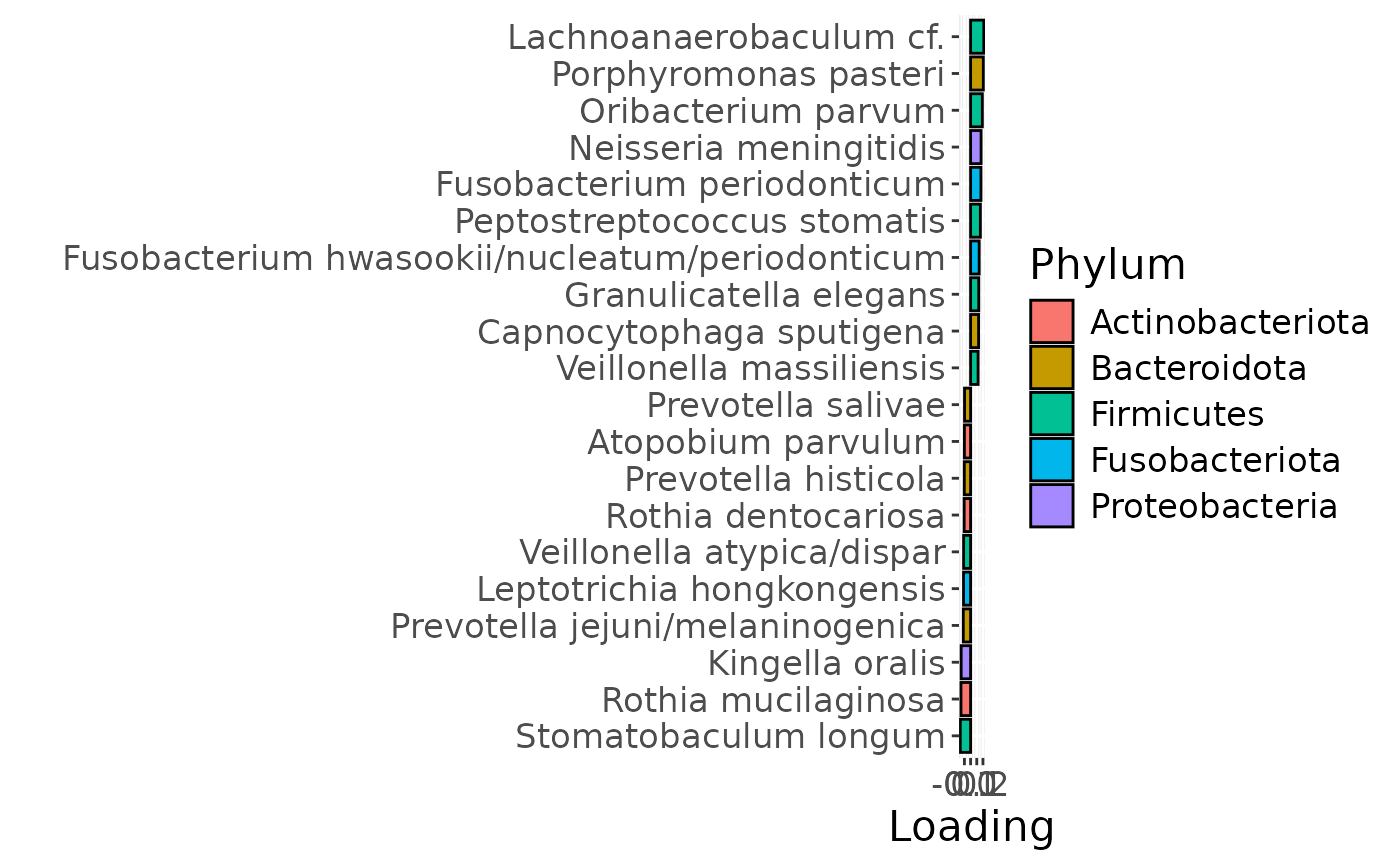 Lachnoanaerobaculum cf.
Porphyromonas pasteri
Oribacterium parvum
Neisseria meningitidis
Fusobacterium periodonticum
Peptostreptococcus stomatis
Fusobacterium hwasookii/nucleatum/periodonticum
Granulicatella elegans
Capnocytophaga sputigena
Veillonella massiliensis
Prevotella salivae
Atopobium parvulum
Prevotella histicola
Rothia dentocariosa
Veillonella atypica/dispar
Leptotrichia hongkongensis
Prevotella jejuni/melaninogenica
Kingella oralis
Rothia mucilaginosa
Stomatobaculum longum
Loading
Phylum
Actinobacteriota
Bacteroidota
Firmicutes
Fusobacteriota
Proteobacteria